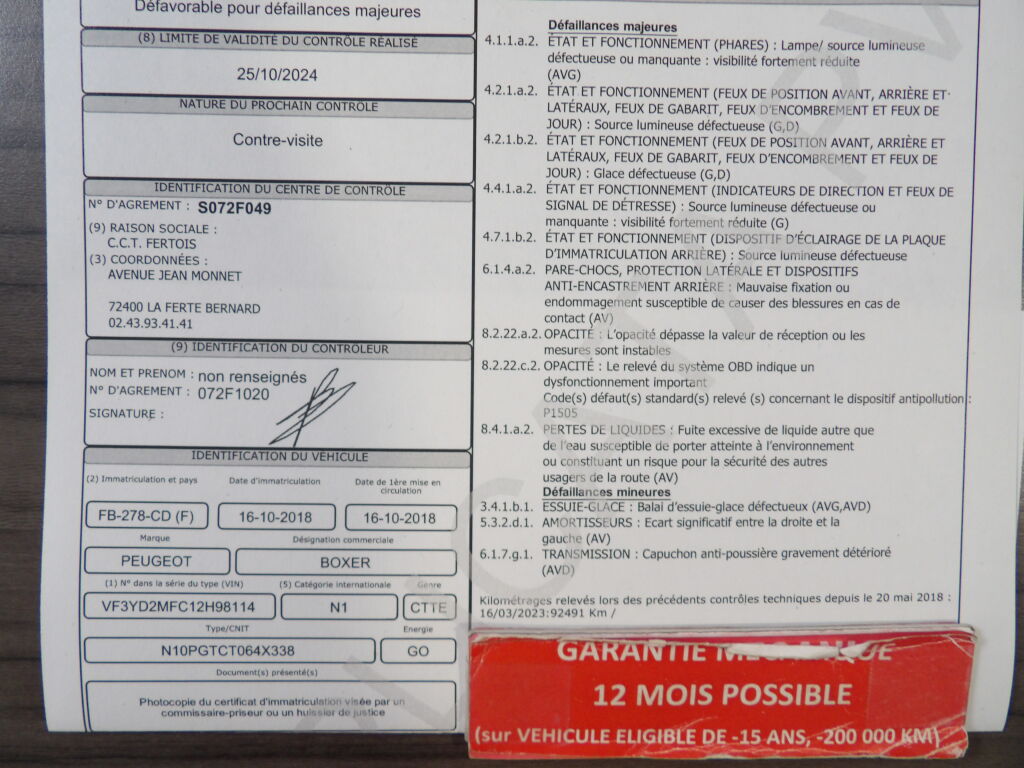 Défavorable pour défaillances majeures
(8) LIMITE DE VALIDITÉ DU CONTRÔLE RÉALISÉ
25/10/2024
NATURE DU PROCHAIN CONTRÔLE
Contre-visite
IDENTIFICATION DU CENTRE DE CONTRÔLE
N° D'AGREMENT : S072F049
(9) RAISON SOCIALE :
C.C.T. FERTOIS
(3) COORDONNÉES :
AVENUE JEAN MONNET
72400 LA FERTE BERNARD
02.43.93.41.41
(9) IDENTIFICATION DU CONTRÔLEUR
NOM ET PRENOM : non renseignés
N° D'AGREMENT : 072F1020
SIGNATURE :
IDENTIFICATION DU VÉHICULE
(2) Immatriculation et pays Date d'immatriculation Date de 1ère mise en
circulation
FB-278-CD (F) 16-10-2018 16-10-2018
Marque Désignation commerciale
PEUGEOT BOXER
(1) N° dans la série du type (VIN) (5) Catégorie internationale Genre
VF3YD2MFC12H98114 N1 CTTE
Type/CNIT Energie
N10PGTCT064X338 GO
Document(s) présenté(s)
Photocopie du certificat d'immatriculation visée par un
commissaire-priseur ou un huissier de justice
Défaillances majeures
4.1.1.a.2. ÉTAT ET FONCTIONNEMENT (PHARES) : Lampe/ source lumineuse
défectueuse ou manquante : visibilité fortement réduite
(AVG)
4.2.1.a.2. ÉTAT ET FONCTIONNEMENT (FEUX DE POSITION AVANT, ARRIÈRE ET
LATÉRAUX, FEUX DE GABARIT, FEUX D'ENCOMBREMENT ET FEUX DE
JOUR) : Source lumineuse défectueuse (G,D)
4.2.1.b.2. ÉTAT ET FONCTIONNEMENT (FEUX DE POSITION AVANT, ARRIÈRE ET
LATÉRAUX, FEUX DE GABARIT, FEUX D'ENCOMBREMENT ET FEUX DE
JOUR) : Glace défectueuse (G,D)
4.4.1.a.2. ÉTAT ET FONCTIONNEMENT (INDICATEURS DE DIRECTION ET FEUX DE
SIGNAL DE DÉTRESSE) : Source lumineuse défectueuse ou
manquante : visibilité fortement réduite (G)
4.7.1.b.2. ÉTAT ET FONCTIONNEMENT (DISPOSITIF D'ÉCLAIRAGE DE LA PLAQUE
D'IMMATRICULATION ARRIÈRE) : Source lumineuse défectueuse
6.1.4.a.2. PARE-CHOCS, PROTECTION LATÉRALE ET DISPOSITIFS
ANTI-ENCASTREMENT ARRIÈRE : Mauvaise fixation ou
endommagement susceptible de causer des blessures en cas de
contact (AV)
8.2.22.a.2. OPACITÉ : L'opacité dépasse la valeur de réception ou les
mesures sont instables
8.2.22.c.2. OPACITÉ : Le relevé du système OBD indique un
dysfonctionnement important
Code(s) défaut(s) standard(s) relevé (s) concernant le dispositif antipollution :
P1505
8.4.1.a.2. PERTES DE LIQUIDES : Fuite excessive de liquide autre que
de l'eau susceptible de porter atteinte à l'environnement
ou constituant un risque pour la sécurité des autres
usagers de la route (AV)
Défaillances mineures
3.4.1.b.1. ESSUIE-GLACE : Balai d'essuie-glace défectueux (AVG,AVD)
5.3.2.d.1. AMORTISSEURS : Ecart significatif entre la droite et la
gauche (AV)
6.1.7.g.1. TRANSMISSION : Capuchon anti-poussière gravement détérioré
(AVD)
Kilométrages relevés lors des précédents contrôles techniques depuis le 20 mai 2018 :
16/03/2023:92491 Km /
GARANTIE MECANIQUE
12 MOIS POSSIBLE
(sur VEHICULE ELIGIBLE DE -15 ANS, -200 000 KM)